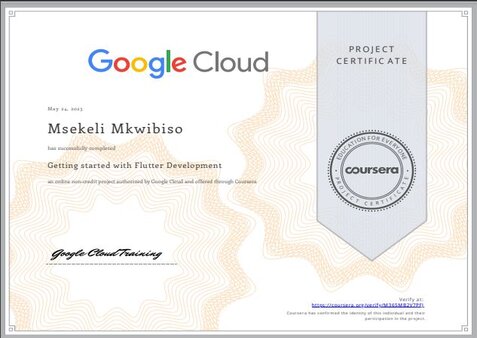 Google Cloud
PROJECT
CERTIFICATE
May 24, 2023
Msekeli Mkwibiso
has successfully completed
Getting started with Flutter Development
an online non-credit project authorized by Google Cloud and offered through Coursera
Google Cloud Training
EDUCATION FOR EVERYONE
coursera
PROJECT CERTIFICATE
Verify at:
https://coursera.org/verify/
Coursera has confirmed the identity of this individual and their
participation in the project.